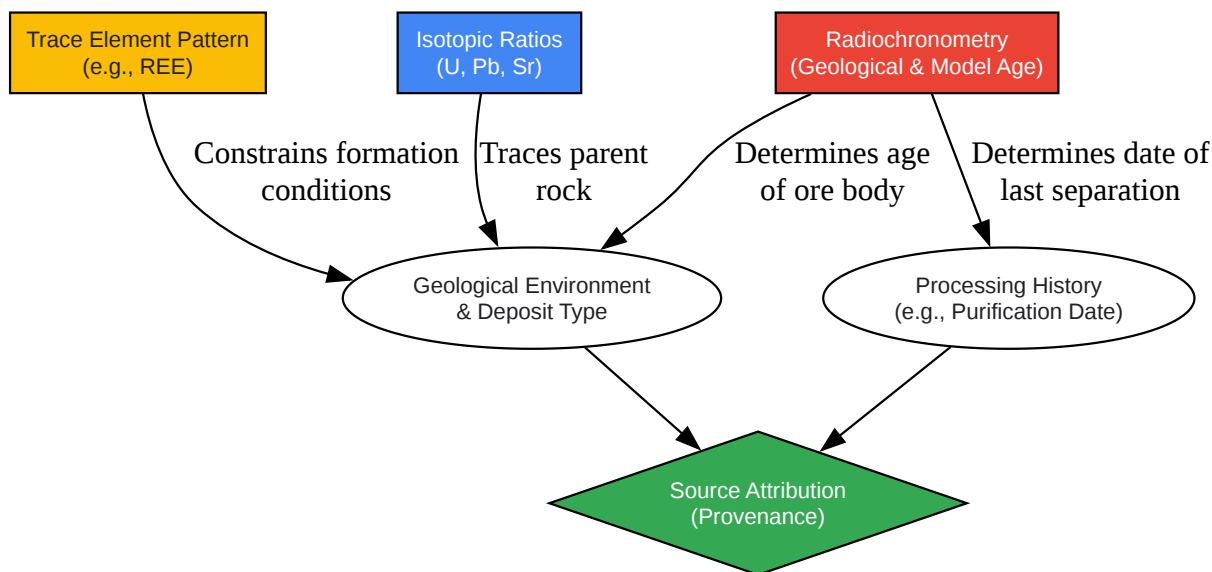 Trace Element Pattern
(e.g., REE)
Isotopic Ratios
(U, Pb, Sr)
Radiochronometry
(Geological & Model Age)
Constrains formation
conditions
Traces parent
rock
Determines age
of ore body
Determines date of
last separation
Geological Environment
& Deposit Type
Processing History
(e.g., Purification Date)
Source Attribution
(Provenance)